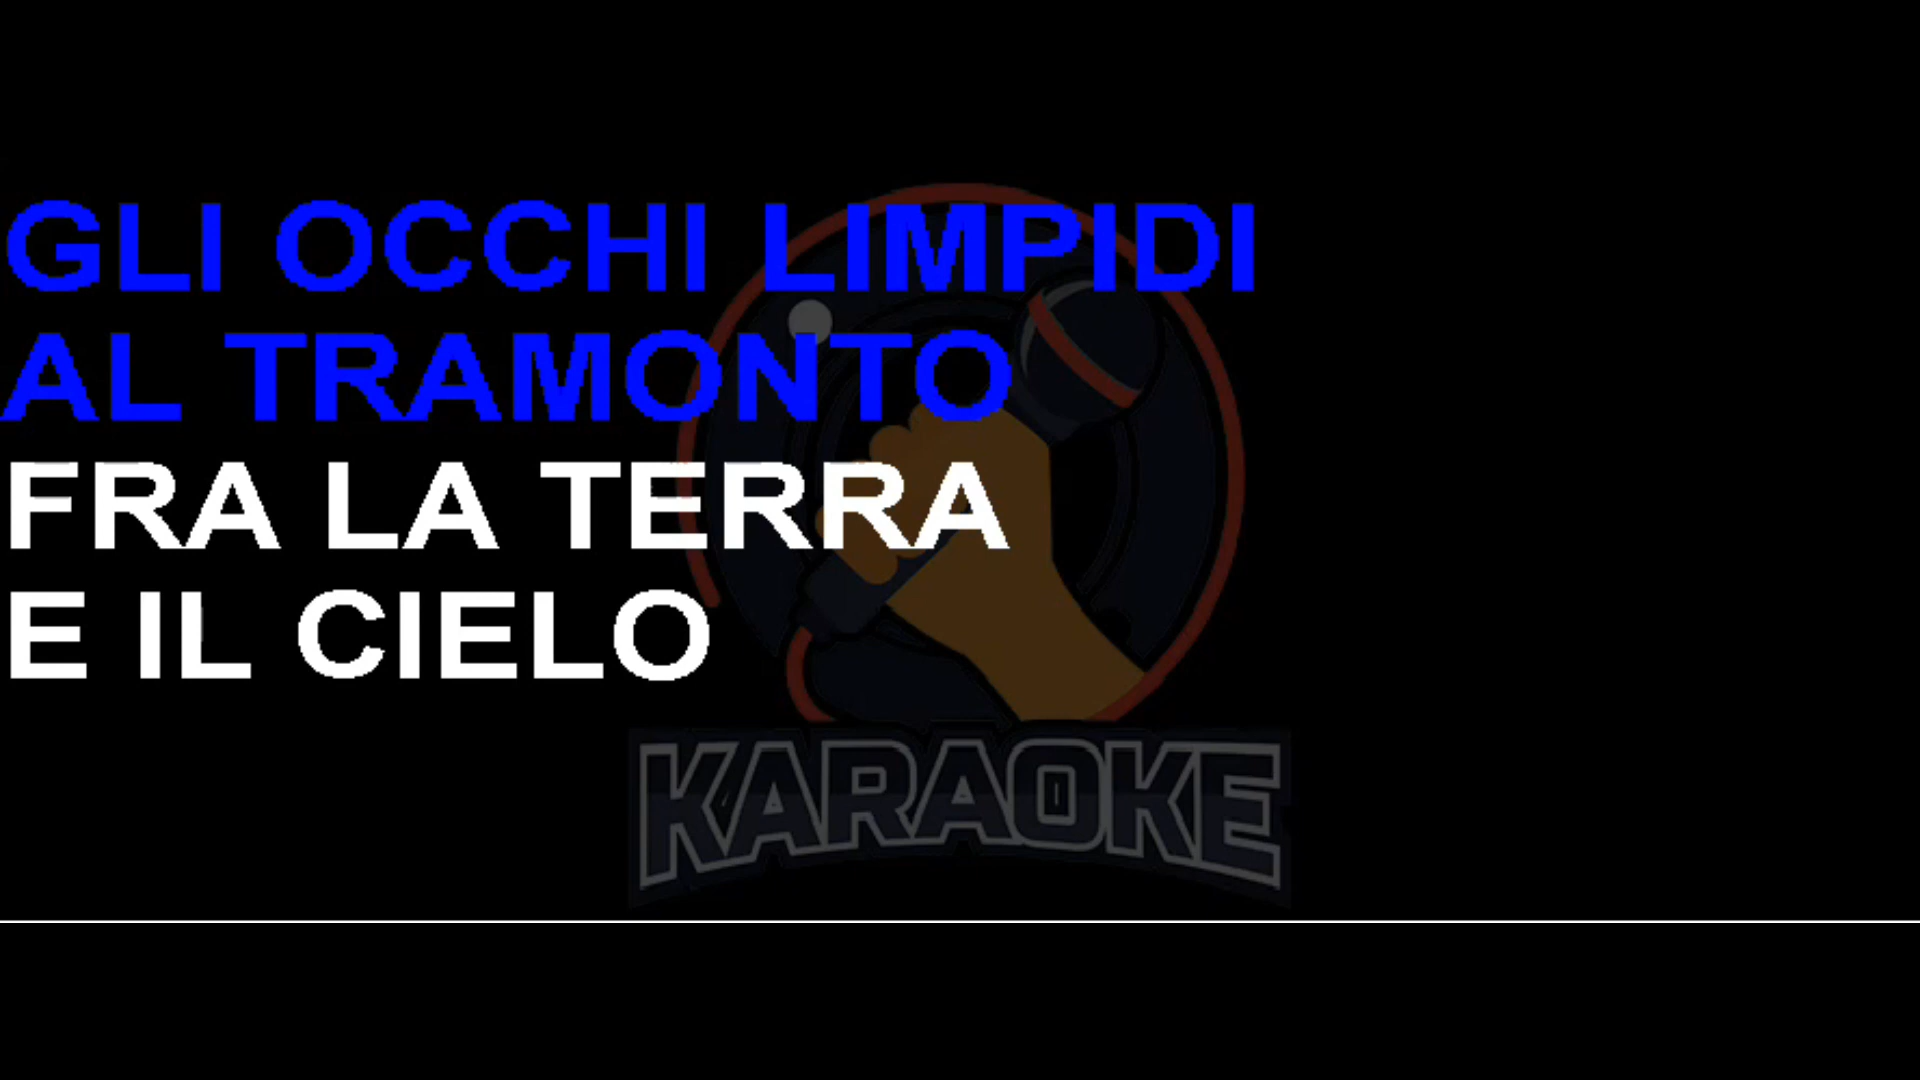 GLI OCCHI LIMPIDI
AL TRAMONTO
FRA LA TERRA
E IL CIELO
KARAOKE